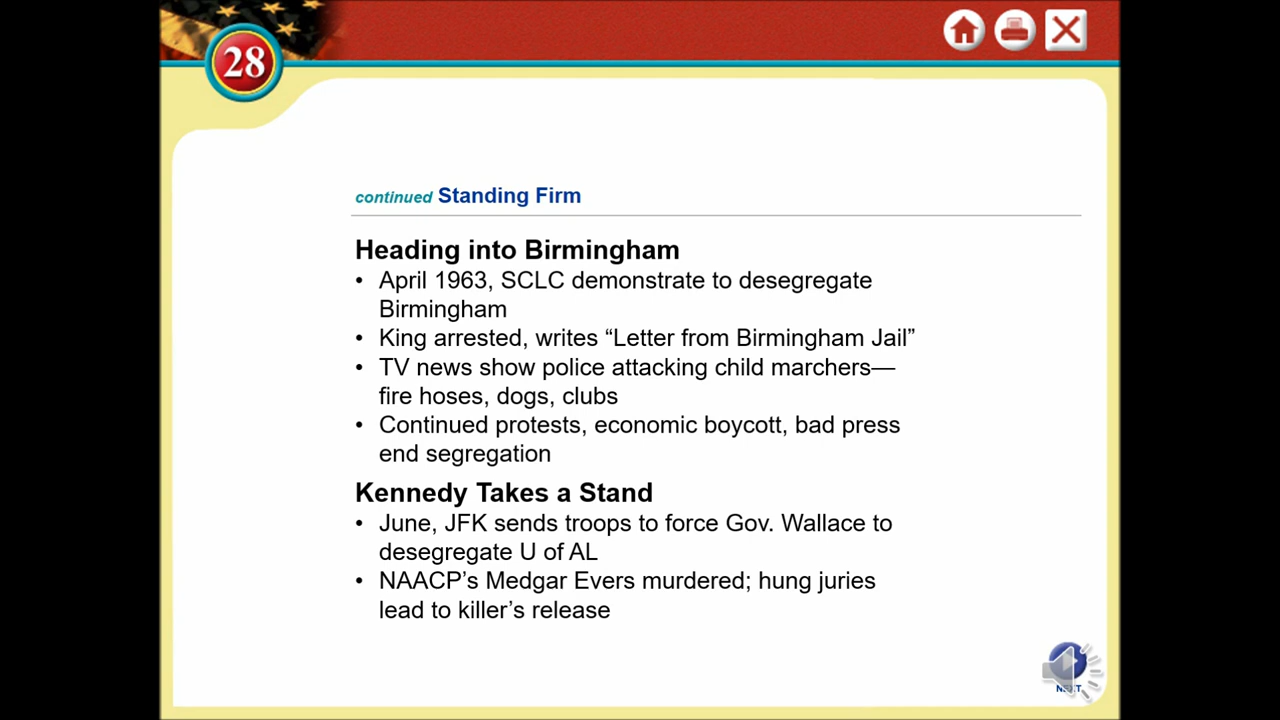 28
continued Standing Firm
Heading into Birmingham
• April 1963, SCLC demonstrate to desegregate
Birmingham
• King arrested, writes “Letter from Birmingham Jail”
• TV news show police attacking child marchers—
fire hoses, dogs, clubs
• Continued protests, economic boycott, bad press
end segregation
Kennedy Takes a Stand
• June, JFK sends troops to force Gov. Wallace to
desegregate U of AL
• NAACP’s Medgar Evers murdered; hung juries
lead to killer’s release
NEXT